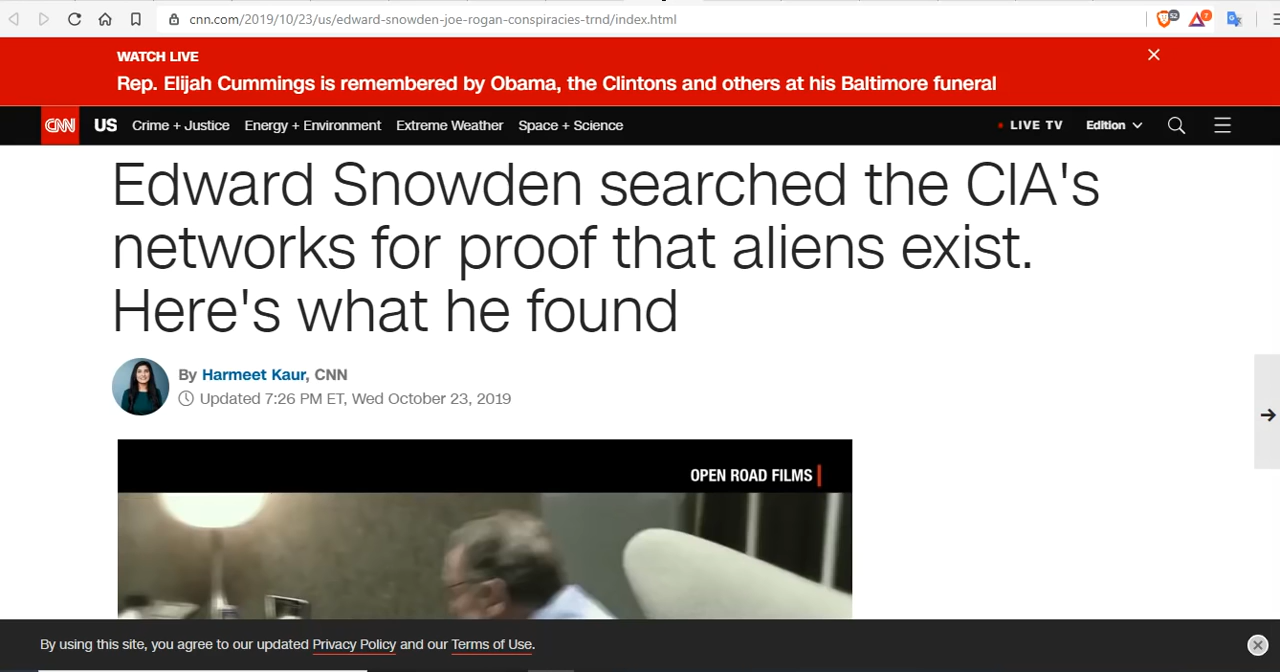 cnn.com/2019/10/23/us/edward-snowden-joe-rogan-conspiracies-trnd/index.html
WATCH LIVE
Rep. Elijah Cummings is remembered by Obama, the Clintons and others at his Baltimore funeral
CNN US Crime + Justice Energy + Environment Extreme Weather Space + Science LIVE TV Edition
Edward Snowden searched the CIA's
networks for proof that aliens exist.
Here's what he found
By Harmeet Kaur, CNN
Updated 7:26 PM ET, Wed October 23, 2019
OPEN ROAD FILMS
By using this site, you agree to our updated Privacy Policy and our Terms of Use.